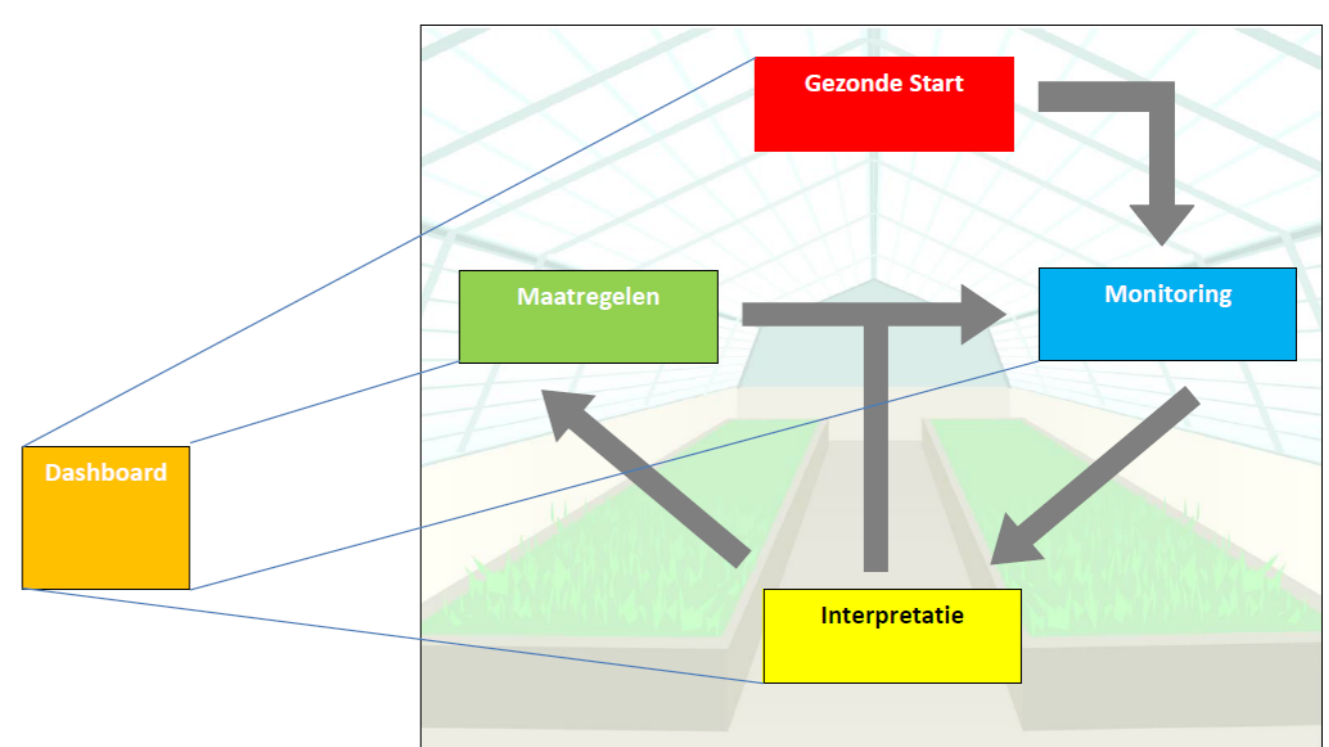 Gezonde Start
Maatregelen
Monitoring
Dashboard
Interpretatie